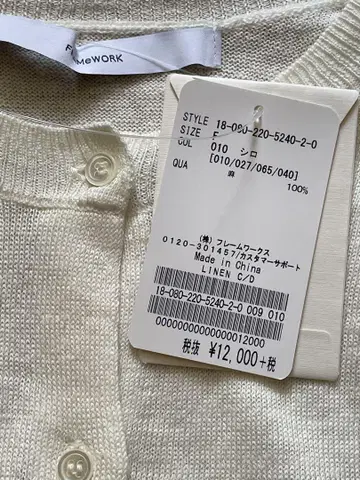 MeWORK
STYLE 18-080-220-5240-2-0
SIZE F
COL 010 シロ
[010/027/065/040]
QUA 麻
100%
(株) フレームワークス
0120-301457/カスタマーサポート
Made in China
LINEN C/D
18-080-220-5240-2-0 009 010
税抜 ¥12,000+税